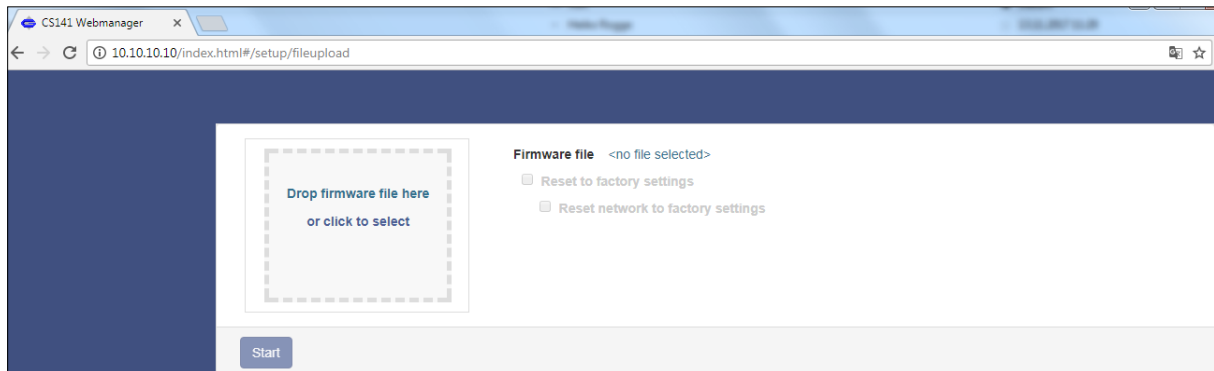 CS141 Webmanager
10.10.10.10/index.html#/setup/fileupload
Drop firmware file here
or click to select
Firmware file <no file selected>
Reset to factory settings
Reset network to factory settings
Start